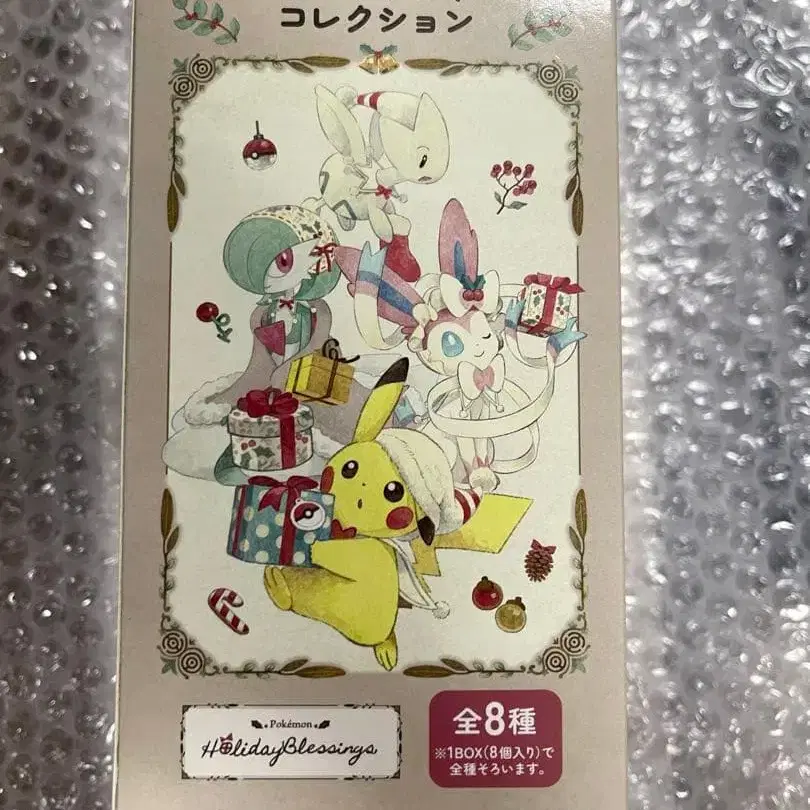 コレクション
Pokémon
HolidayBlessings
全8種
※1BOX(8個入り)で
全種そろいます。